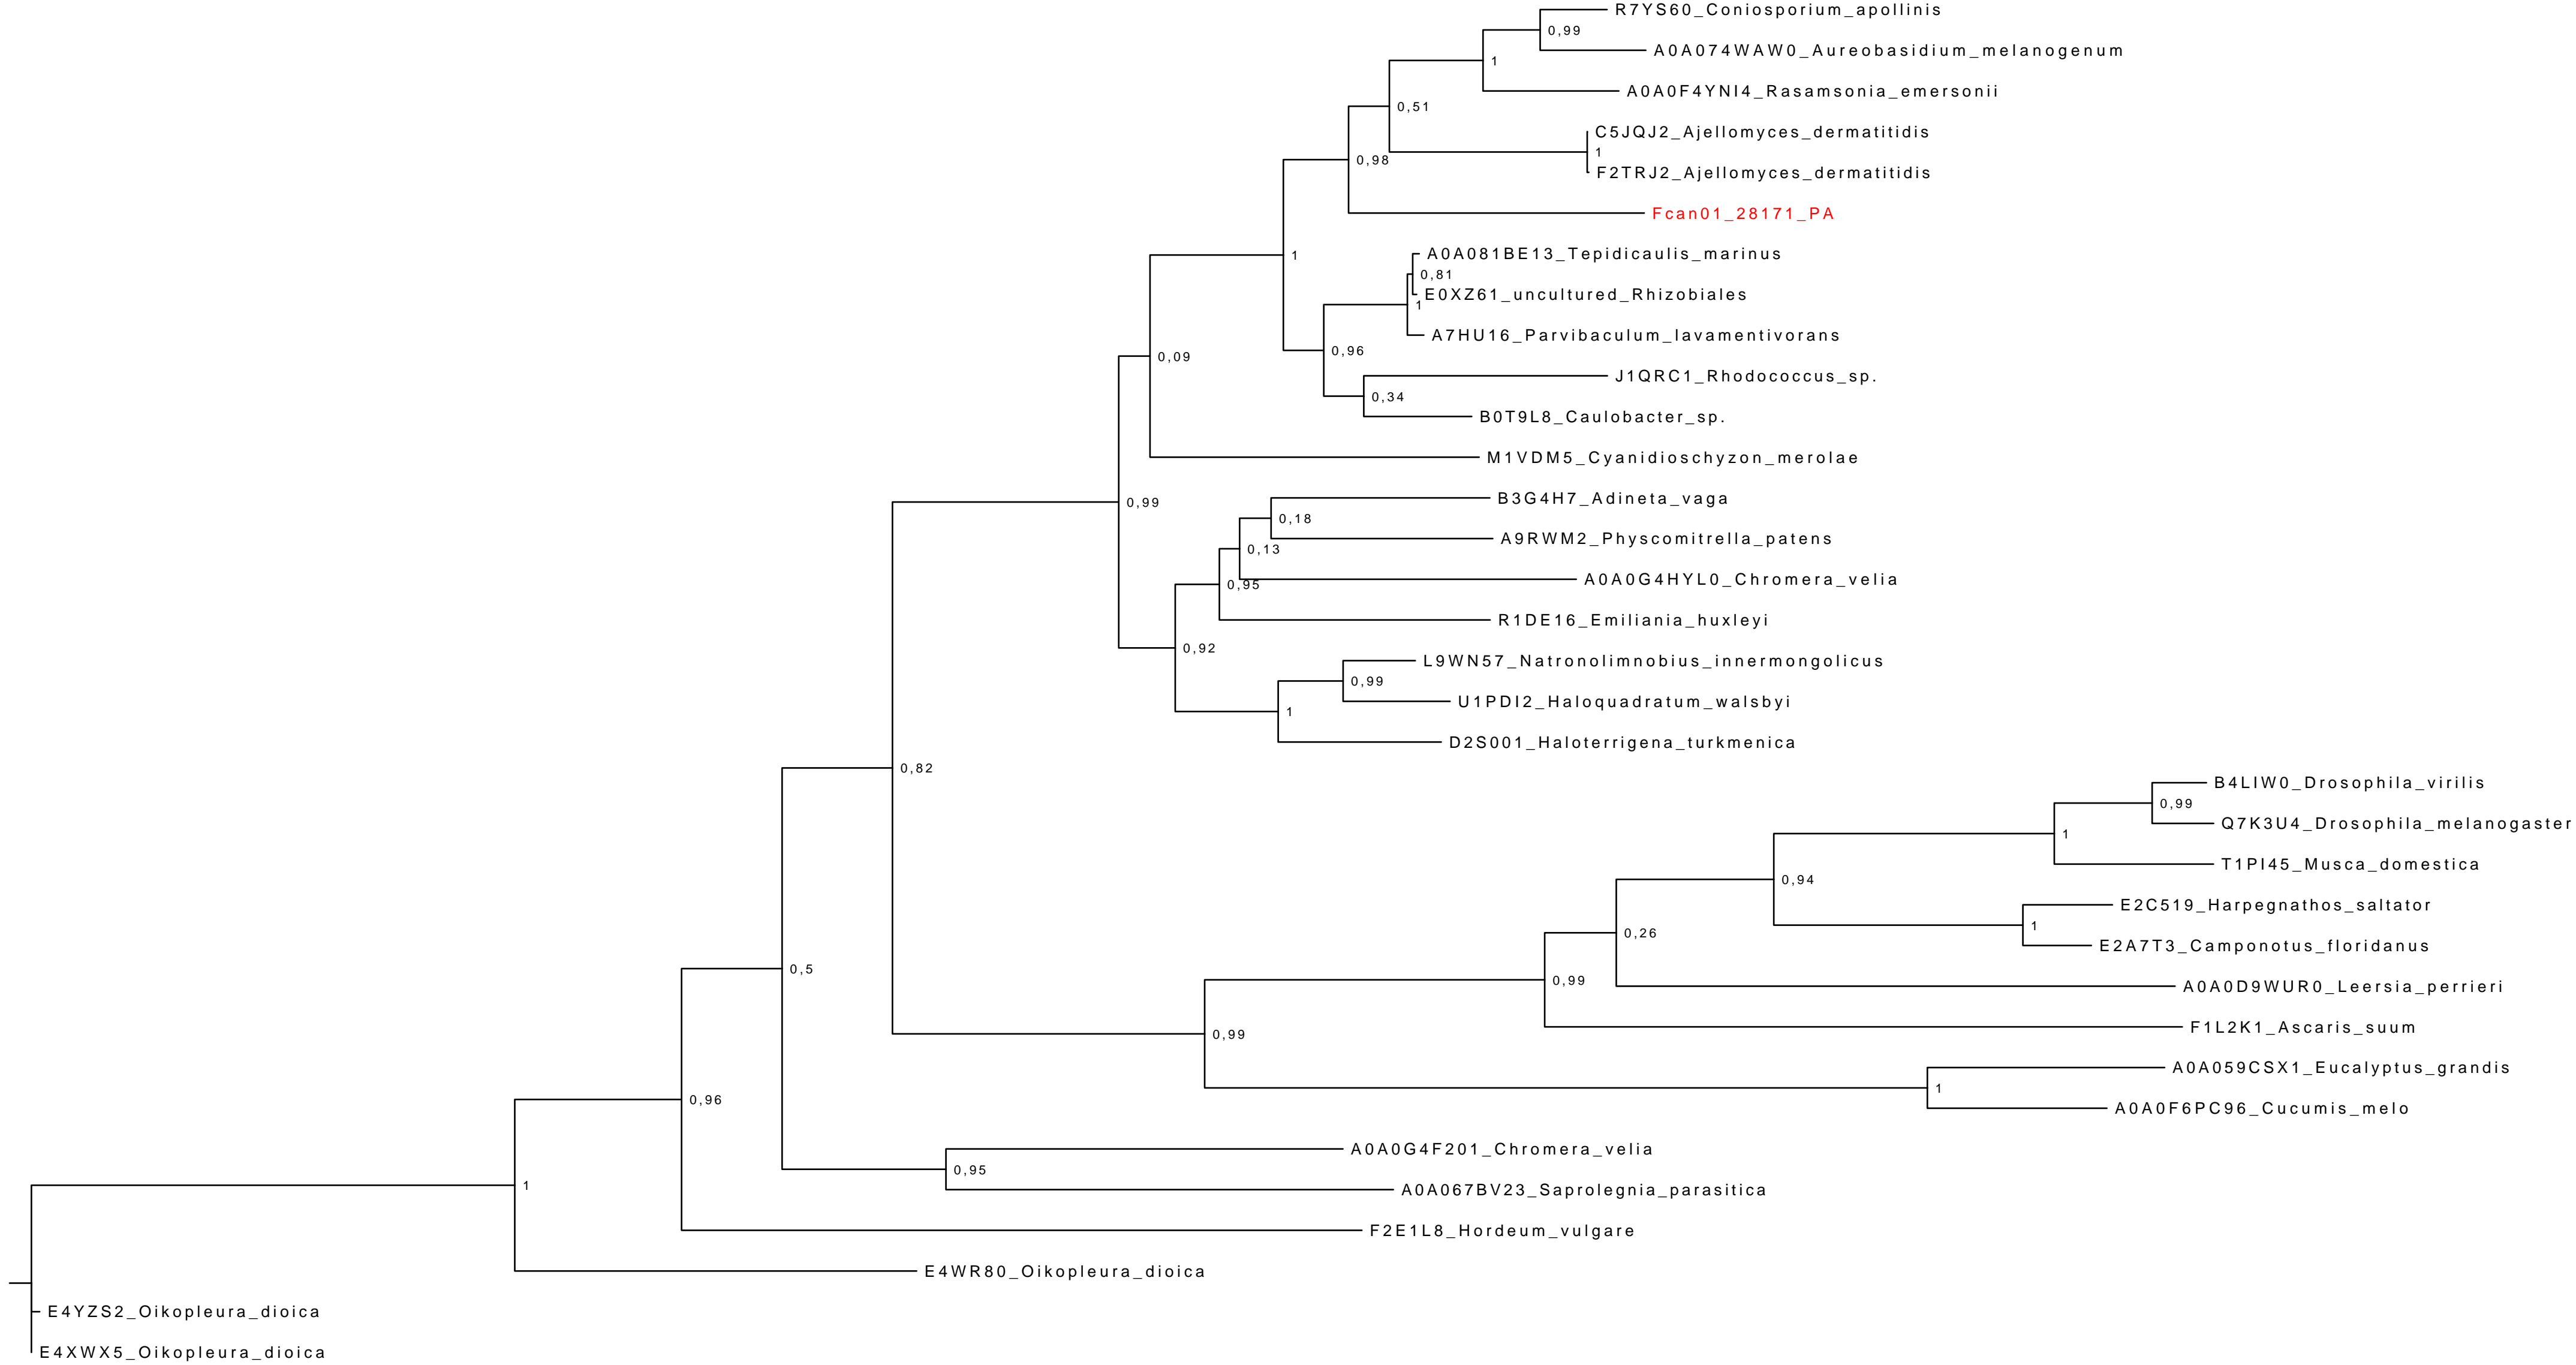 R7YS60_Coniosporium_apollinis
0,99
A0A074WAW0_Aureobasidium_melanogenum
1
A0A0F4YNI4_Rasamsonia_emersonii
0,51
C5JQJ2_Ajellomyces_dermatitidis
1
0,98
F2TRJ2_Ajellomyces_dermatitidis
Fcan01_28171_PA
A0A081BE13_Tepidicaulis_marinus
1
0,81
E0XZ61_uncultured_Rhizobiales
1
A7HU16_Parvibaculum_lavamentivorans
0,96
0,09
J1QRC1_Rhodococcus_sp.
0,34
B0T9L8_Caulobacter_sp.
M1VDM5_Cyanidioschyzon_merolae
B3G4H7_Adineta_vaga
0,99
0,18
A9RWM2_Physcomitrella_patens
0,13
A0A0G4HYL0_Chromera_velia
0,95
R1DE16_Emiliania_huxleyi
0,92
L9WN57_Natronolimnobius_innermongolicus
0,99
U1PDI2_Haloquadratum_walsbyi
1
D2S001_Haloterrigena_turkmenica
0,82
B4LIW0_Drosophila_virilis
0,99
Q7K3U4_Drosophila_melanogaster
1
T1PI45_Musca_domestica
0,94
E2C519_Harpegnathos_saltator
1
0,26
E2A7T3_Camponotus_floridanus
0,5
0,99
A0A0D9WUR0_Leersia_perrieri
F1L2K1_Ascaris_suum
0,99
A0A059CSX1_Eucalyptus_grandis
1
0,96
A0A0F6PC96_Cucumis_melo
A0A0G4F201_Chromera_velia
0,95
1
A0A067BV23_Saprolegnia_parasitica
F2E1L8_Hordeum_vulgare
E4WR80_Oikopleura_dioica
E4YZS2_Oikopleura_dioica
E4XWX5_Oikopleura_dioica